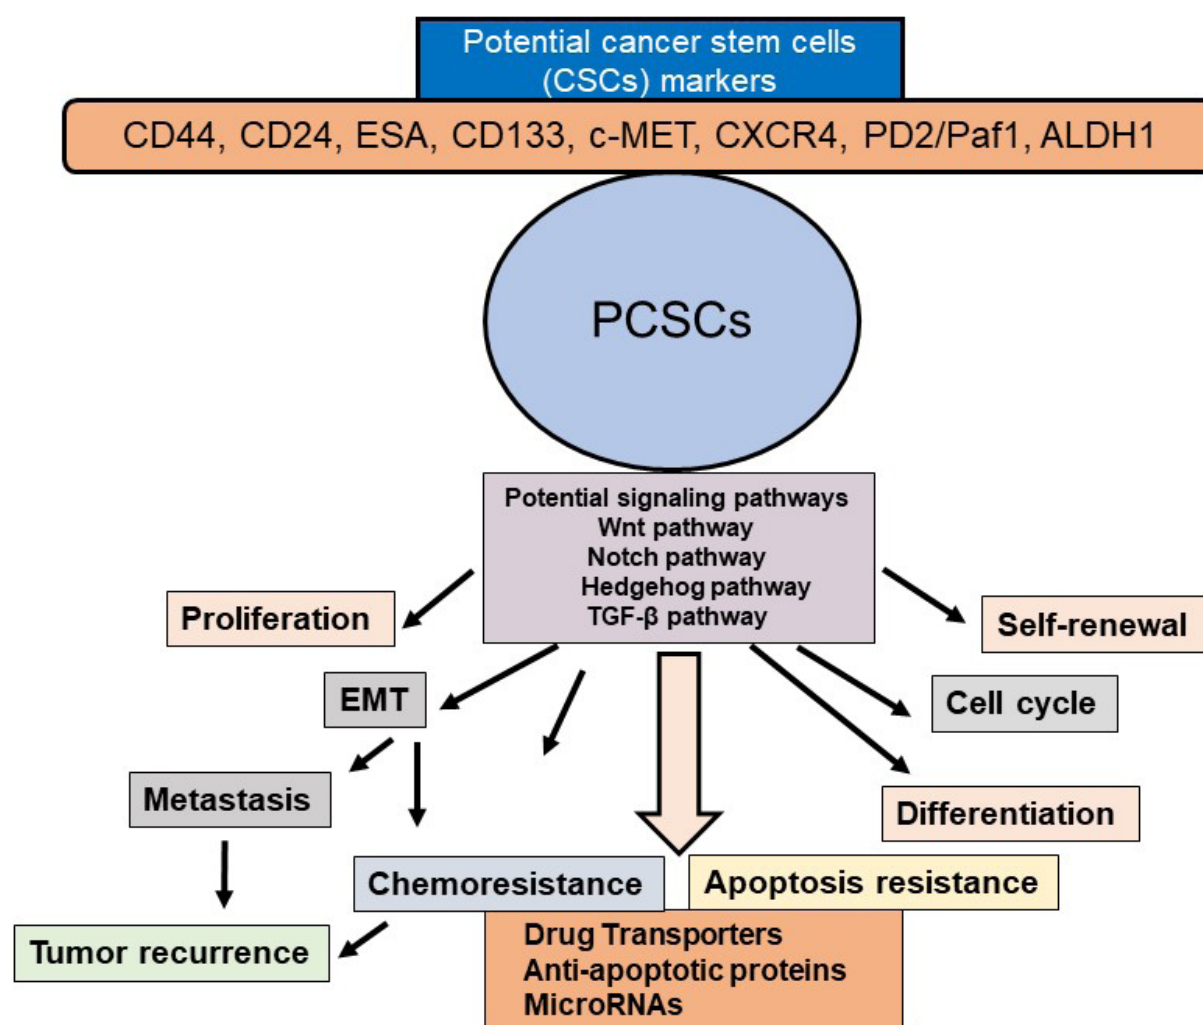 Potential cancer stem cells
(CSCs) markers
CD44, CD24, ESA, CD133, c-MET, CXCR4, PD2/Paf1, ALDH1
PCSCs
Potential signaling pathways
Wnt pathway
Notch pathway
Hedgehog pathway
TGF-β pathway
Proliferation
Self-renewal
EMT
Cell cycle
Metastasis
Differentiation
Chemoresistance
Apoptosis resistance
Tumor recurrence
Drug Transporters
Anti-apoptotic proteins
MicroRNAs